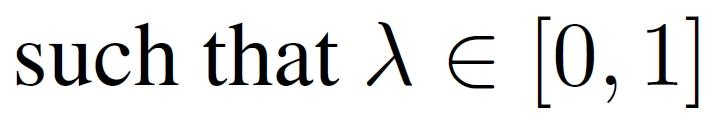 such that λ ∈ [0, 1]